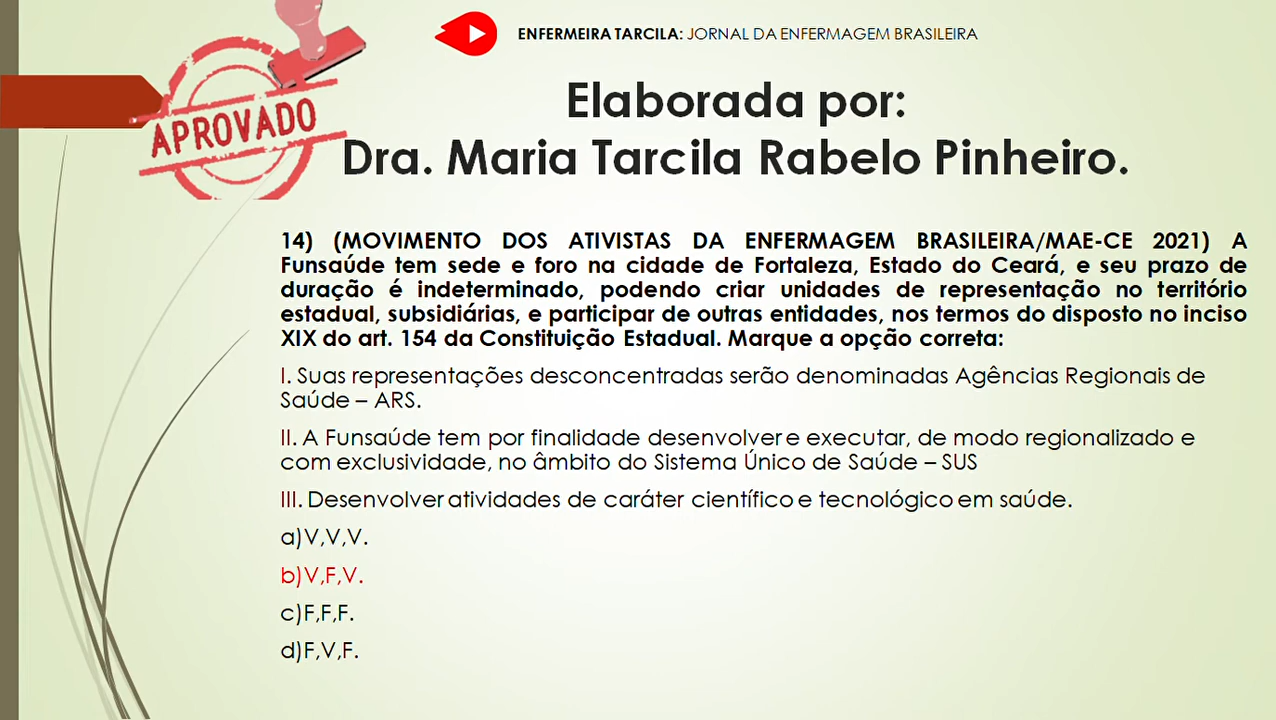 ENFERMEIRA TARCILA: JORNAL DA ENFERMAGEM BRASILEIRA
APROVADO
Elaborada por:
Dra. Maria Tarcila Rabelo Pinheiro.
14) (MOVIMENTO DOS ATIVISTAS DA ENFERMAGEM BRASILEIRA/MAE-CE 2021) A
Funsaúde tem sede e foro na cidade de Fortaleza, Estado do Ceará, e seu prazo de
duração é indeterminado, podendo criar unidades de representação no território
estadual, subsidiárias, e participar de outras entidades, nos termos do disposto no inciso
XIX do art. 154 da Constituição Estadual. Marque a opção correta:
I. Suas representações desconcentradas serão denominadas Agências Regionais de
Saúde – ARS.
II. A Funsaúde tem por finalidade desenvolver e executar, de modo regionalizado e
com exclusividade, no âmbito do Sistema Único de Saúde – SUS
III. Desenvolver atividades de caráter científico e tecnológico em saúde.
a)V,V,V.
b)V,F,V.
c)F,F,F.
d)F,V,F.